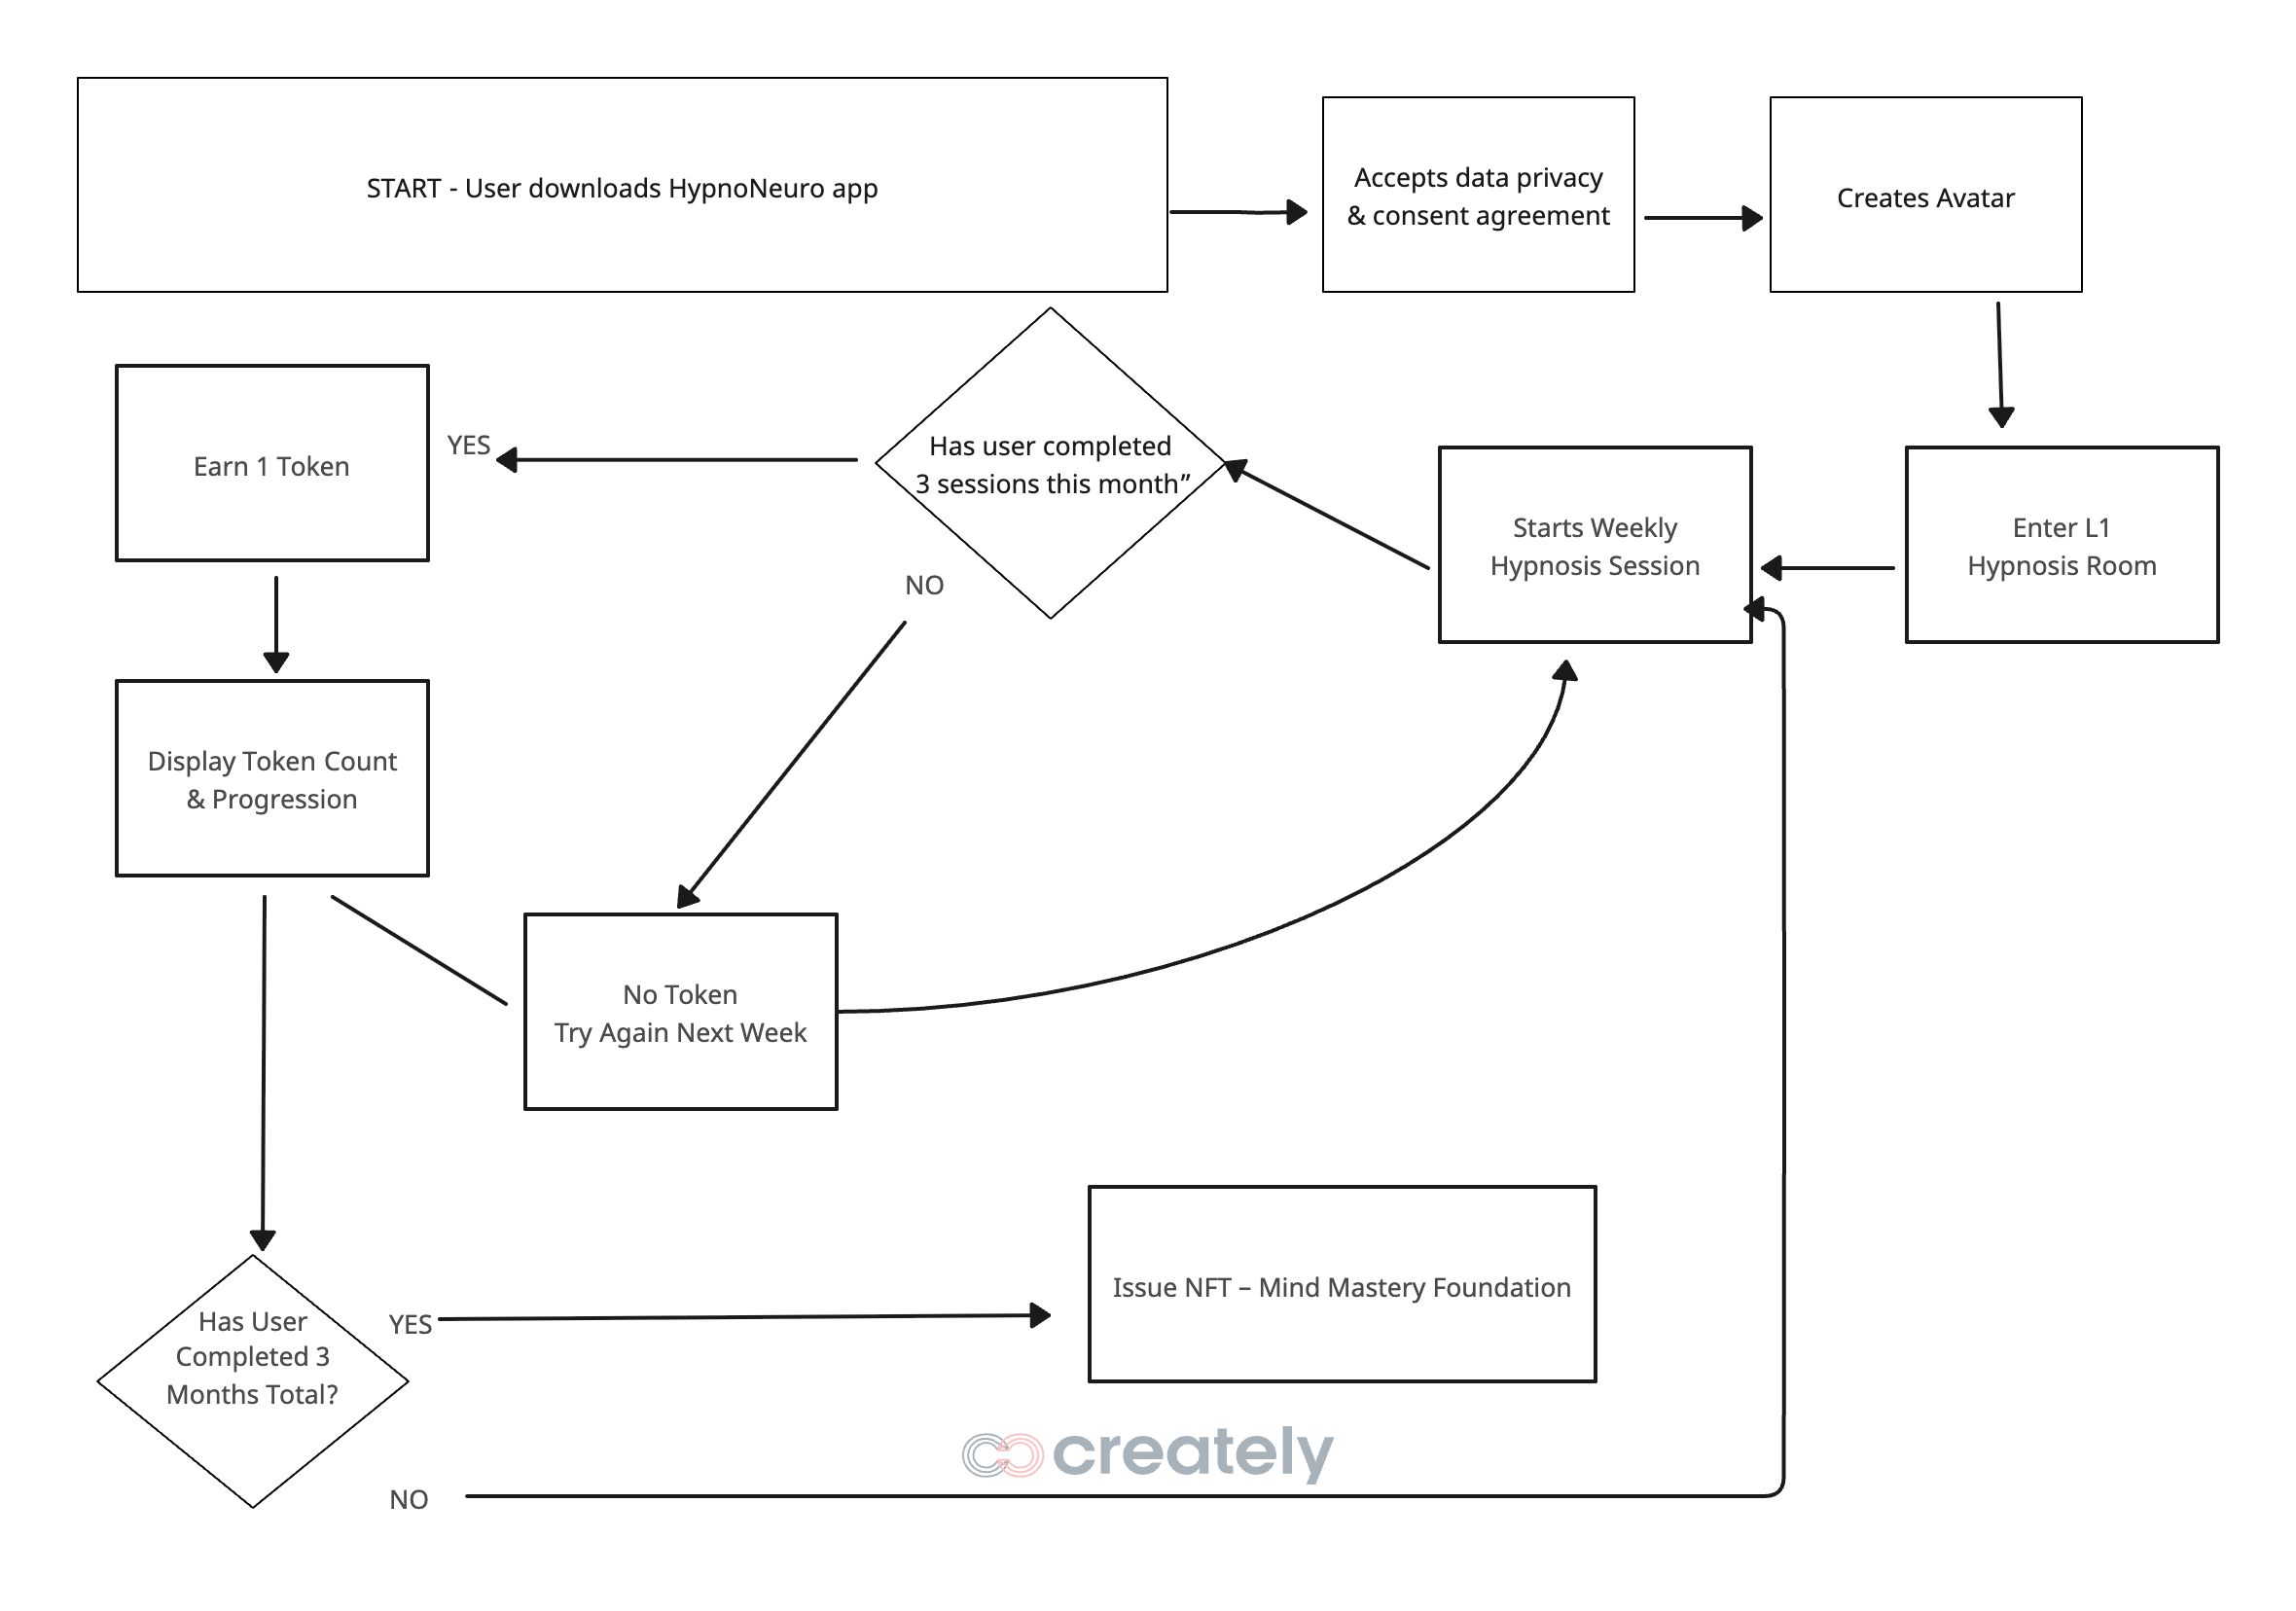 START - User downloads HypnoNeuro app
Accepts data privacy
& consent agreement
Creates Avatar
Has user completed
3 sessions this month”
YES
Earn 1 Token
NO
Starts Weekly
Hypnosis Session
Enter L1
Hypnosis Room
Display Token Count
& Progression
No Token
Try Again Next Week
Issue NFT – Mind Mastery Foundation
Has User
Completed 3
Months Total?
YES
NO
creately